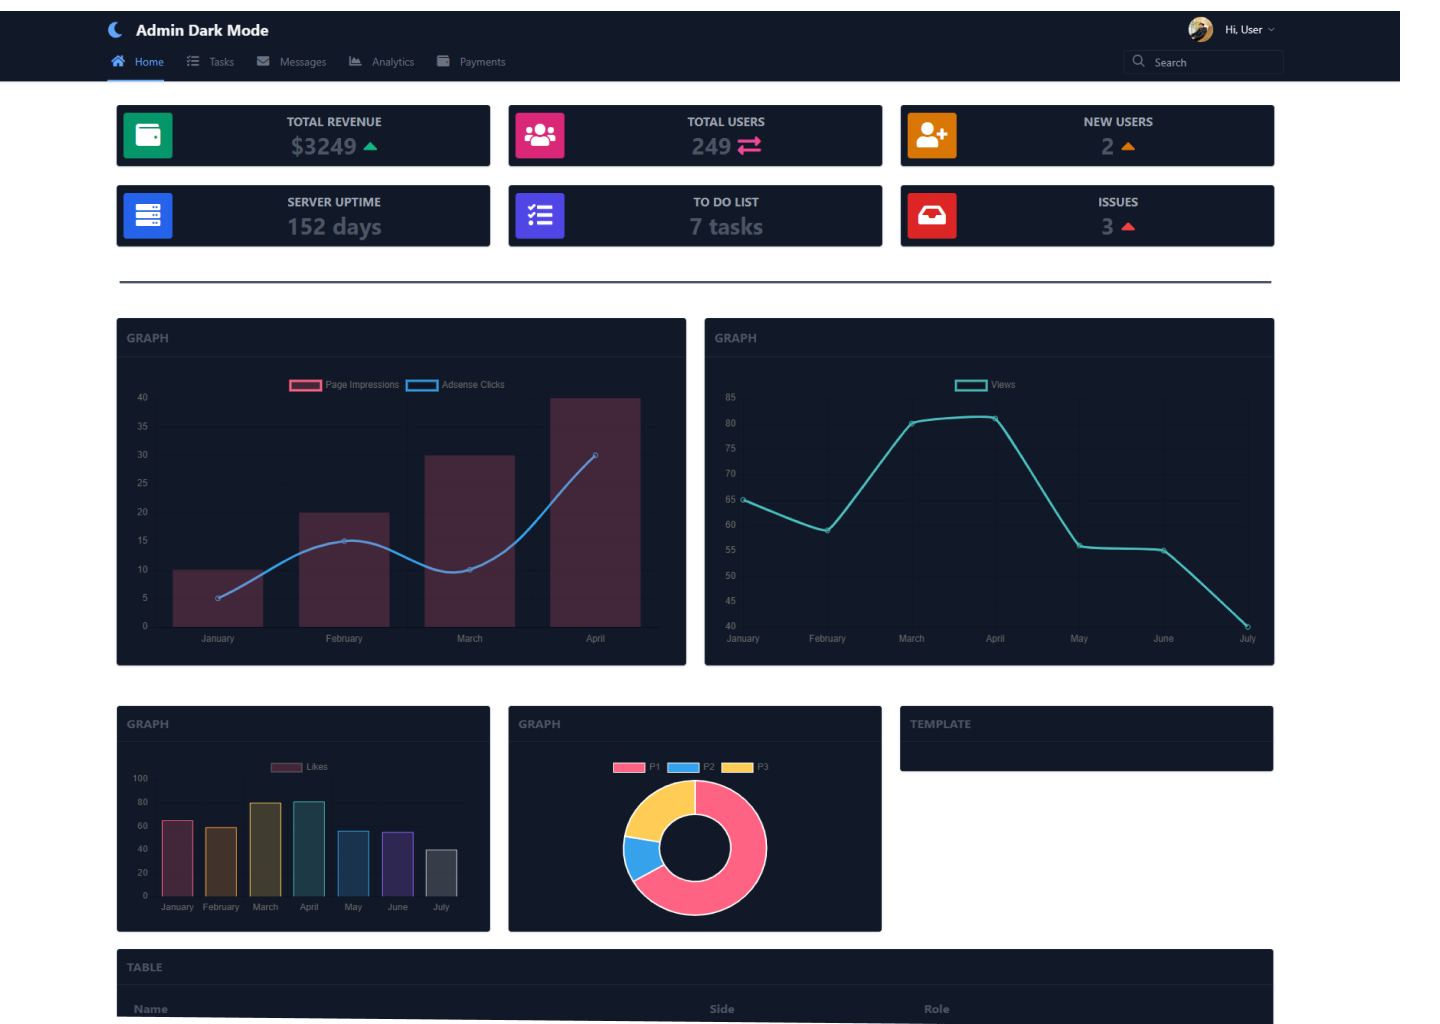 Admin Dark Mode
Hi, User
Home Tasks Messages Analytics Payments
Search
TOTAL REVENUE
$3249
TOTAL USERS
249
NEW USERS
2
SERVER UPTIME
152 days
TO DO LIST
7 tasks
ISSUES
3
GRAPH
Page Impressions Adsense Clicks
40
35
30
25
20
15
10
5
0
January February March April
GRAPH
Views
85
80
75
70
65
60
55
50
45
40
January February March April May June July
GRAPH
Likes
100
80
60
40
20
0
January February March April May June July
GRAPH
P1 P2 P3
TEMPLATE
TABLE
Name Side Role